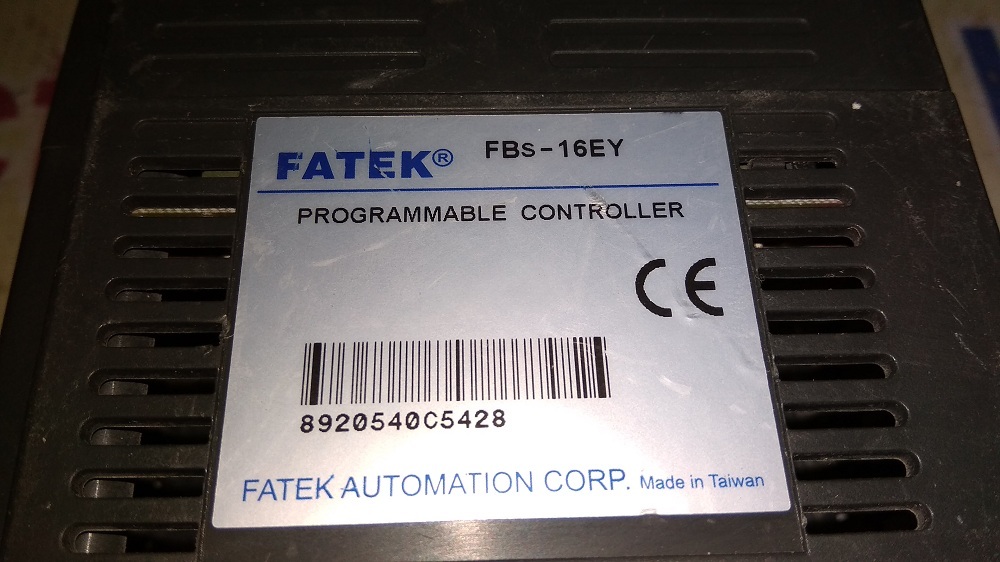 FATEK® FBs-16EY
PROGRAMMABLE CONTROLLER
CE
8920540C5428
FATEK AUTOMATION CORP. Made in Taiwan